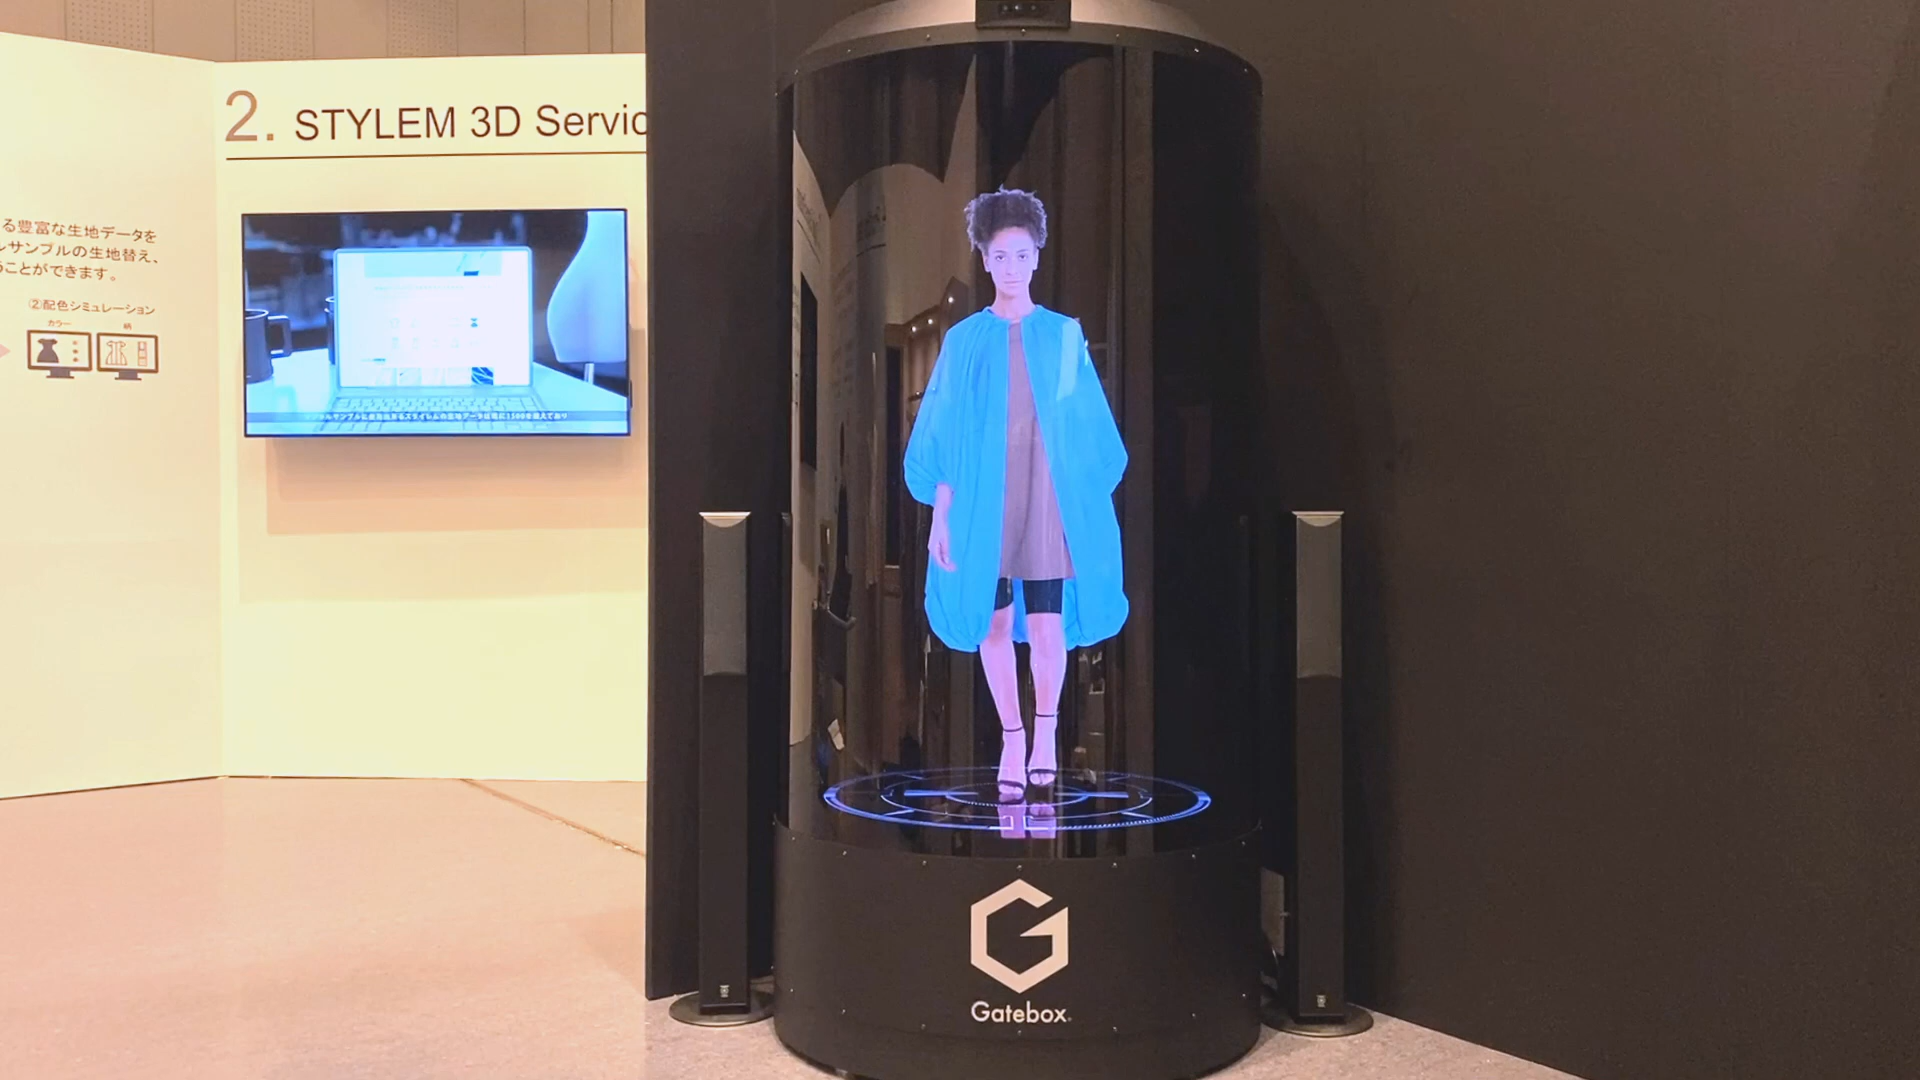 2. STYLEM 3D Servic
る豊富な生地データを
ルサンプルの生地替え、
ることができます。
②配色シミュレーション
カラー 柄
Gatebox